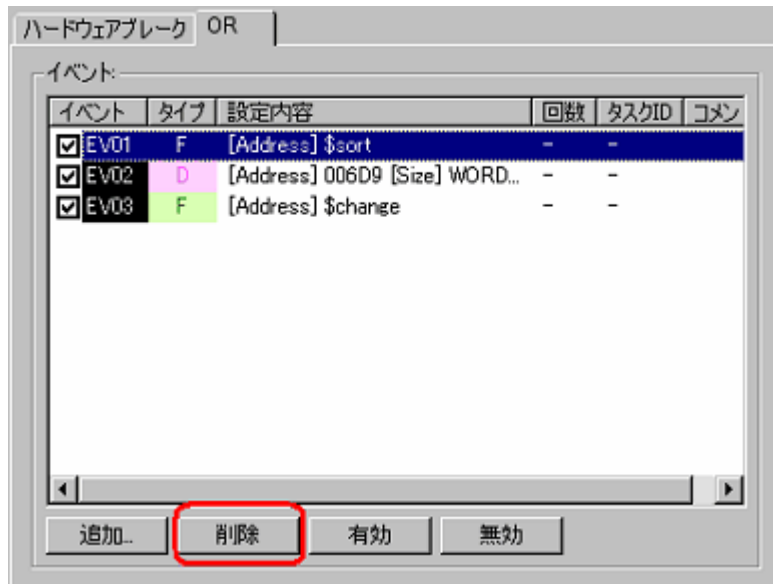 ハードウェアブレーク OR
イベント:
イベント タイプ 設定内容 回数 タスクID コメン
EV01 F [Address] $sort - -
EV02 D [Address] 006D9 [Size] WORD... - -
EV03 F [Address] $change - -
追加... 削除 有効 無効